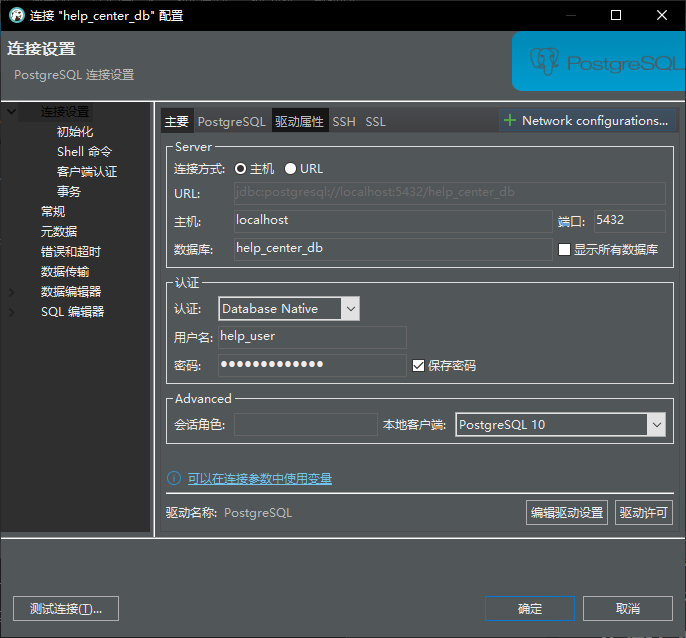 连接 "help_center_db" 配置
连接设置
PostgreSQL 连接设置
PostgreSQL
连接设置
初始化
Shell 命令
客户端认证
事务
常规
元数据
错误和超时
数据传输
数据编辑器
SQL 编辑器
主要 PostgreSQL 驱动属性 SSH SSL Network configurations...
Server
连接方式: 主机 URL
URL: jdbc:postgresql://localhost:5432/help_center_db
主机: localhost 端口: 5432
数据库: help_center_db 显示所有数据库
认证
认证: Database Native
用户名: help_user
密码: ●●●●●●●●●●●●● 保存密码
Advanced
会话角色: 本地客户端: PostgreSQL 10
可以在连接参数中使用变量
驱动名称: PostgreSQL 编辑驱动设置 驱动许可
测试连接(T)... 确定 取消